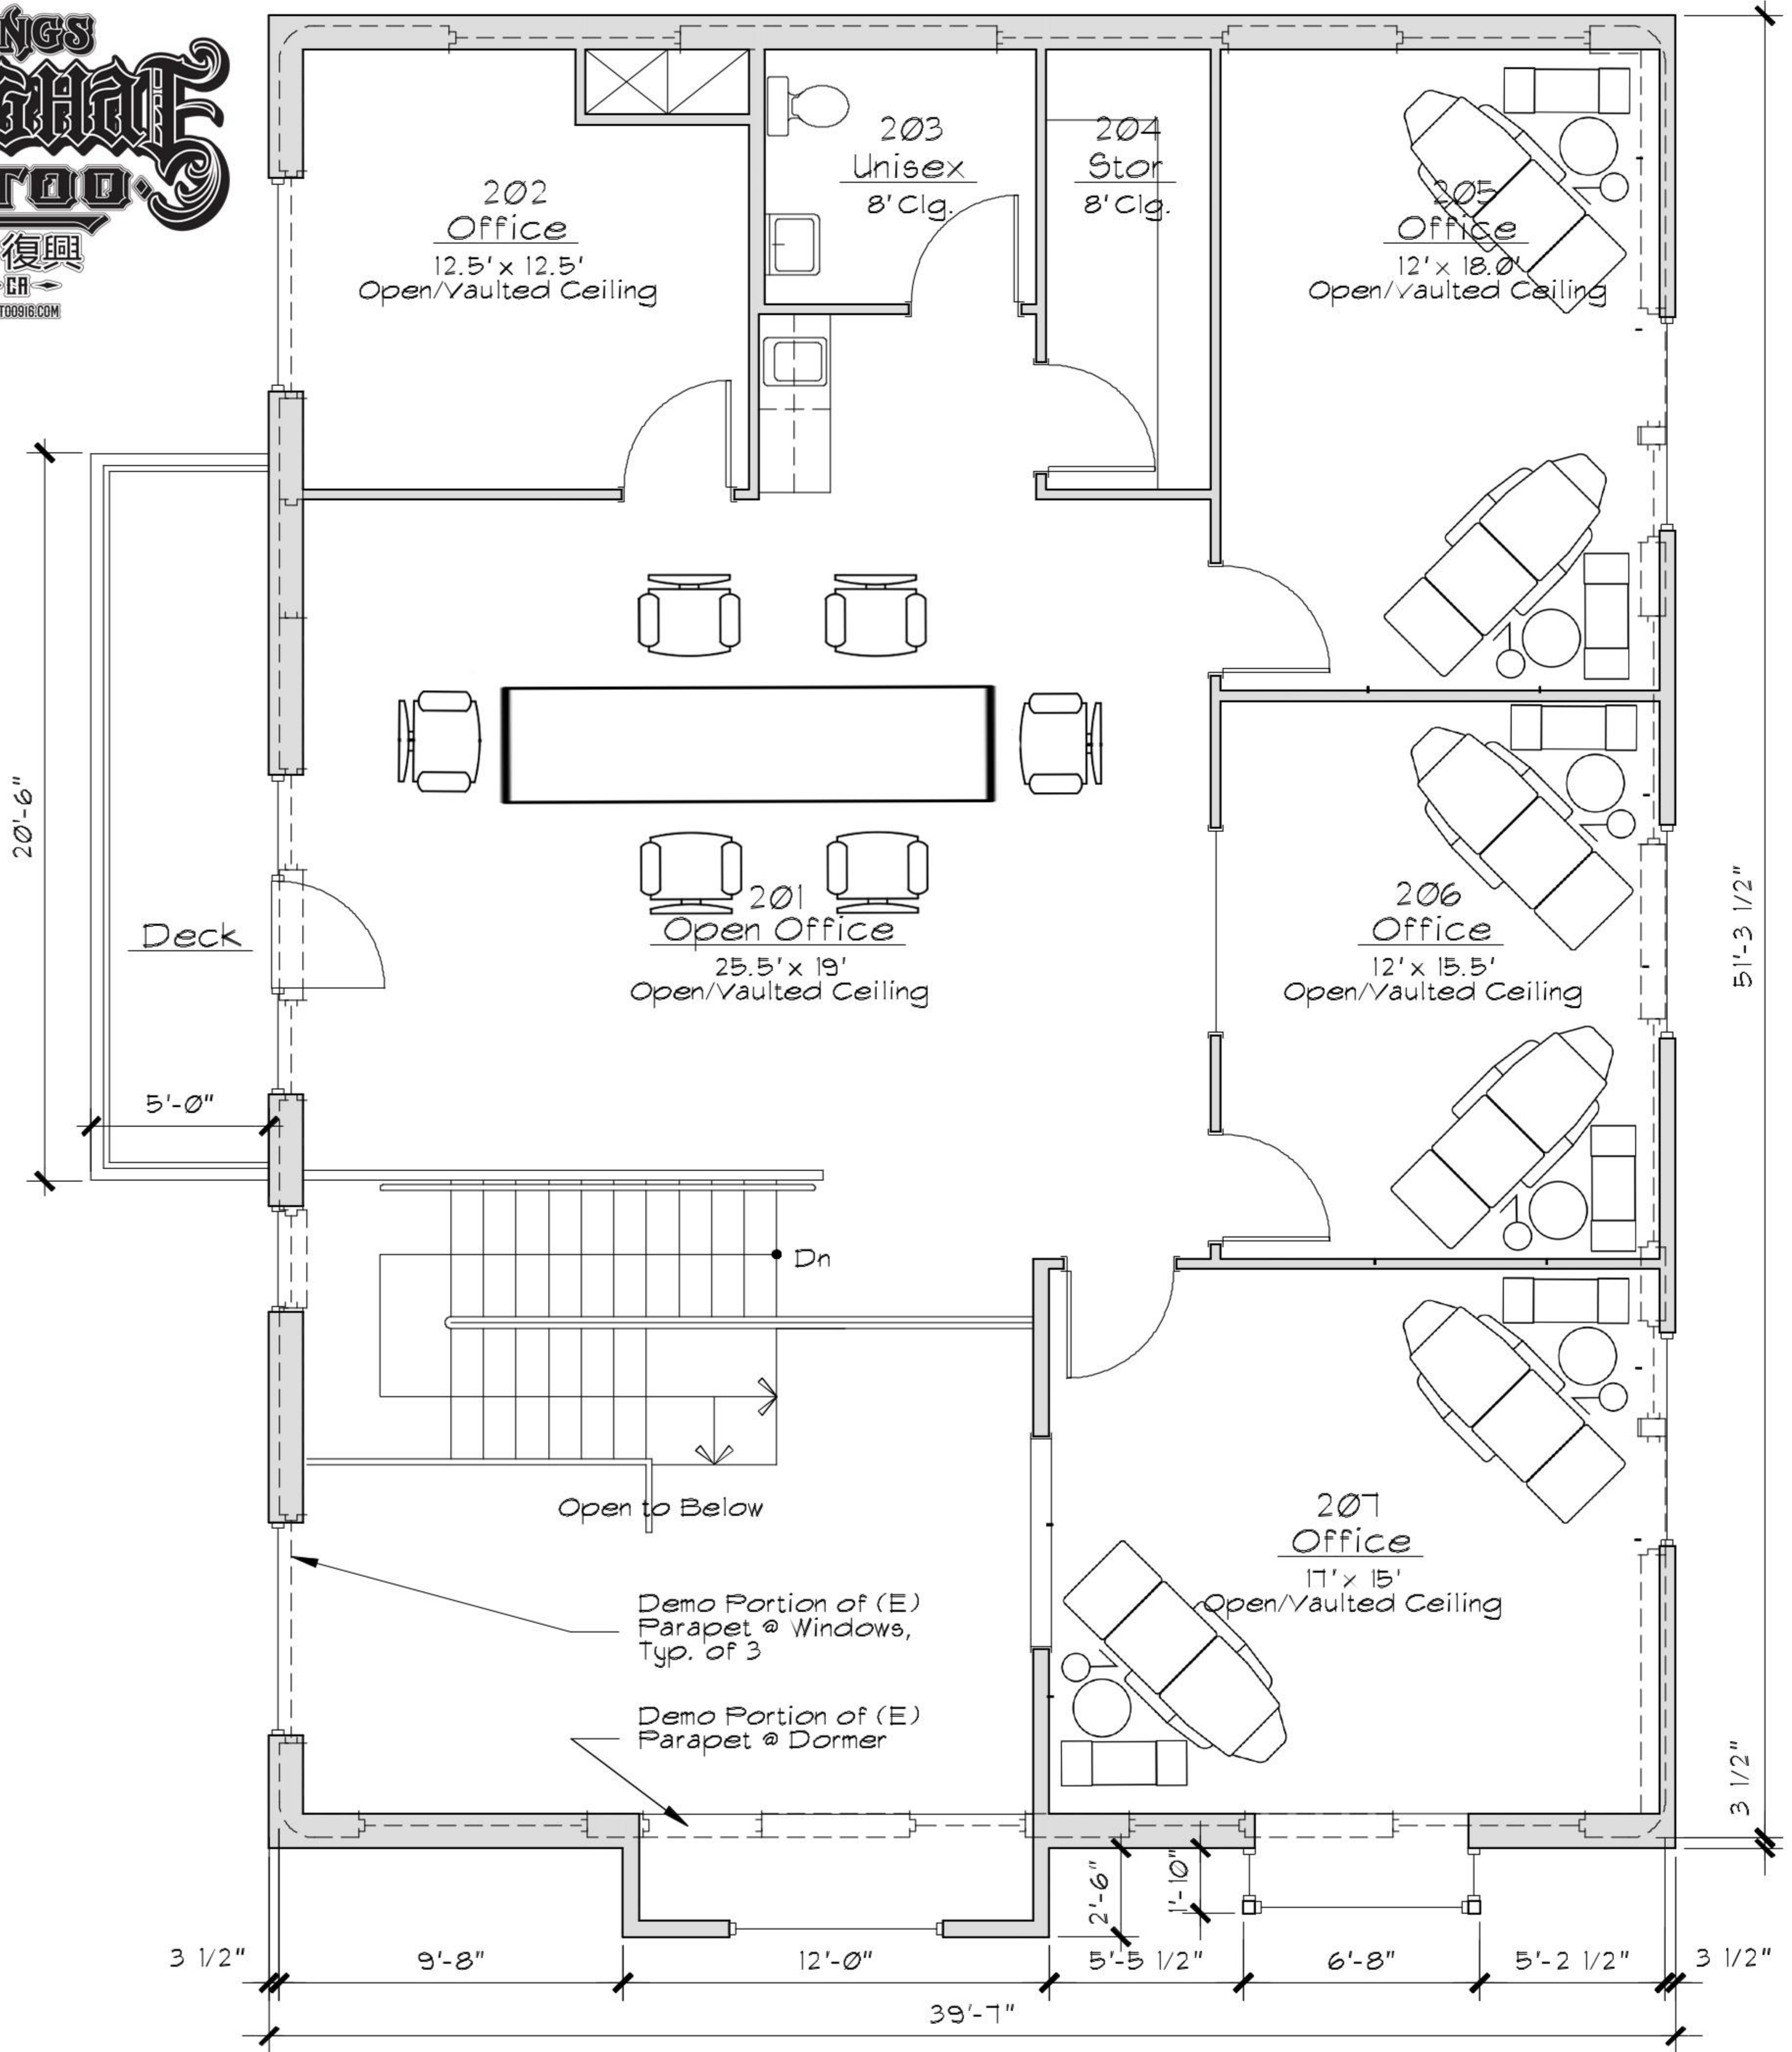 NGS
復興
CA
TOO916.COM
202
Office
12.5' x 12.5'
Open/Vaulted Ceiling
203
Unisex
8' Clg.
204
Stor
8' Clg.
205
Office
12' x 18.0'
Open/Vaulted Ceiling
20'-6"
Deck
5'-0"
201
Open Office
25.5' x 19'
Open/Vaulted Ceiling
206
Office
12' x 15.5'
Open/Vaulted Ceiling
51'-3 1/2"
Dn
Open to Below
207
Office
17' x 15'
Open/Vaulted Ceiling
Demo Portion of (E)
Parapet @ Windows,
Typ. of 3
Demo Portion of (E)
Parapet @ Dormer
3 1/2"
2'-6"
1'-10"
3 1/2"
9'-8"
12'-0"
5'-5 1/2"
6'-8"
5'-2 1/2"
3 1/2"
39'-7"